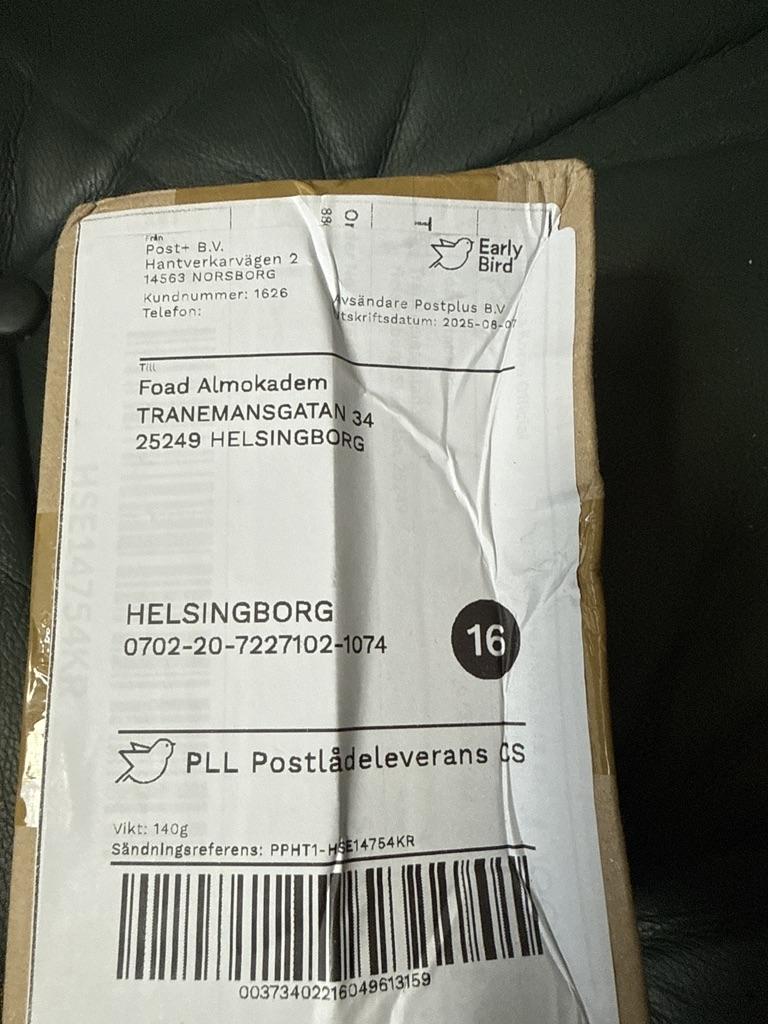 Från
Post+ B.V.
Hantverkarvägen 2
14563 NORSBORG
Kundnummer: 1626
Telefon:
Early
Bird
Avsändare Postplus B.V
Utskriftsdatum: 2025-08-07
Till
Foad Almokadem
TRANEMANSGATAN 34
25249 HELSINGBORG
HELSINGBORG
0702-20-7227102-1074
16
PLL Postlådeleverans CS
Vikt: 140g
Sändningsreferens: PPHT1-HSE14754KR
00373402216049613159